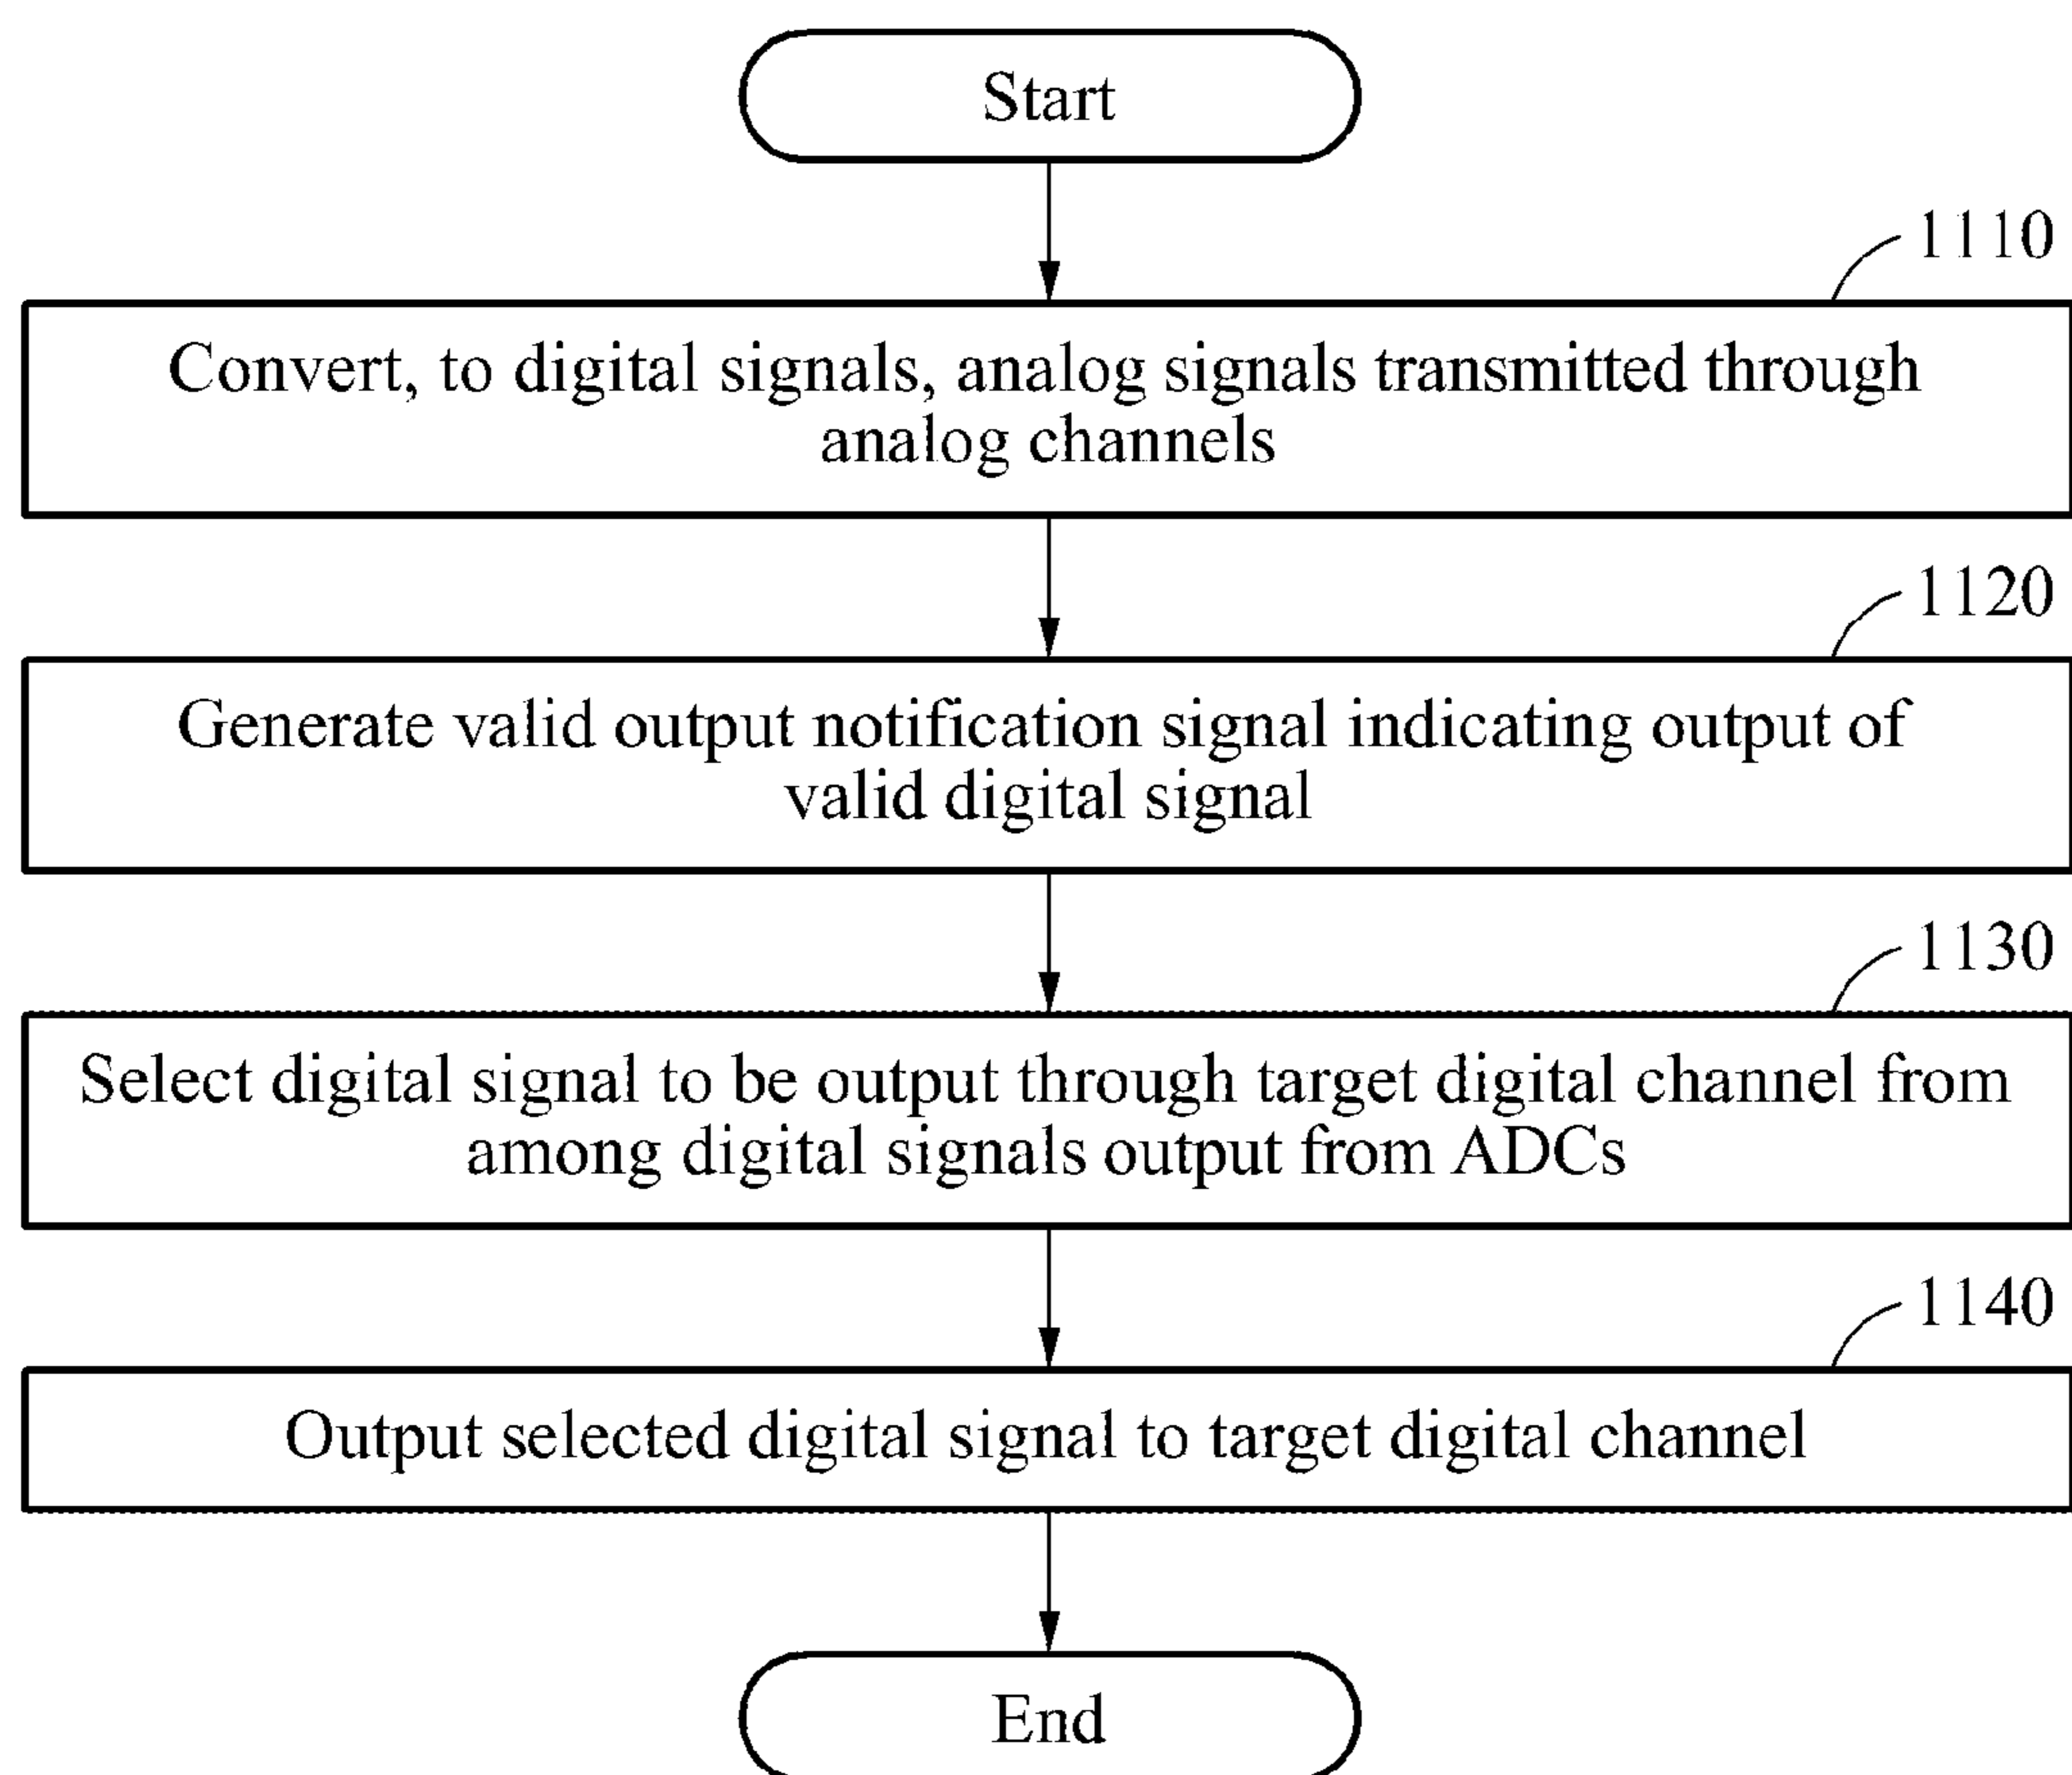 Start
1110
Convert, to digital signals, analog signals transmitted through
analog channels
1120
Generate valid output notification signal indicating output of
valid digital signal
1130
Select digital signal to be output through target digital channel from
among digital signals output from ADCs
1140
Output selected digital signal to target digital channel
End